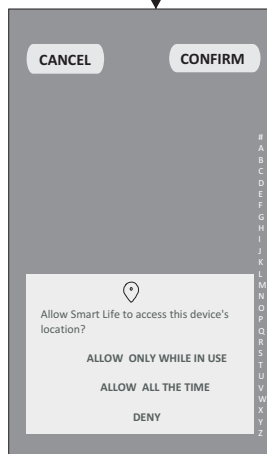 CANCEL CONFIRM
#
A
B
C
D
E
F
G
H
I
J
K
L
M
N
O
P
Q
R
S
T
U
V
W
X
Y
Z
Allow Smart Life to access this device's
location?
ALLOW ONLY WHILE IN USE
ALLOW ALL THE TIME
DENY